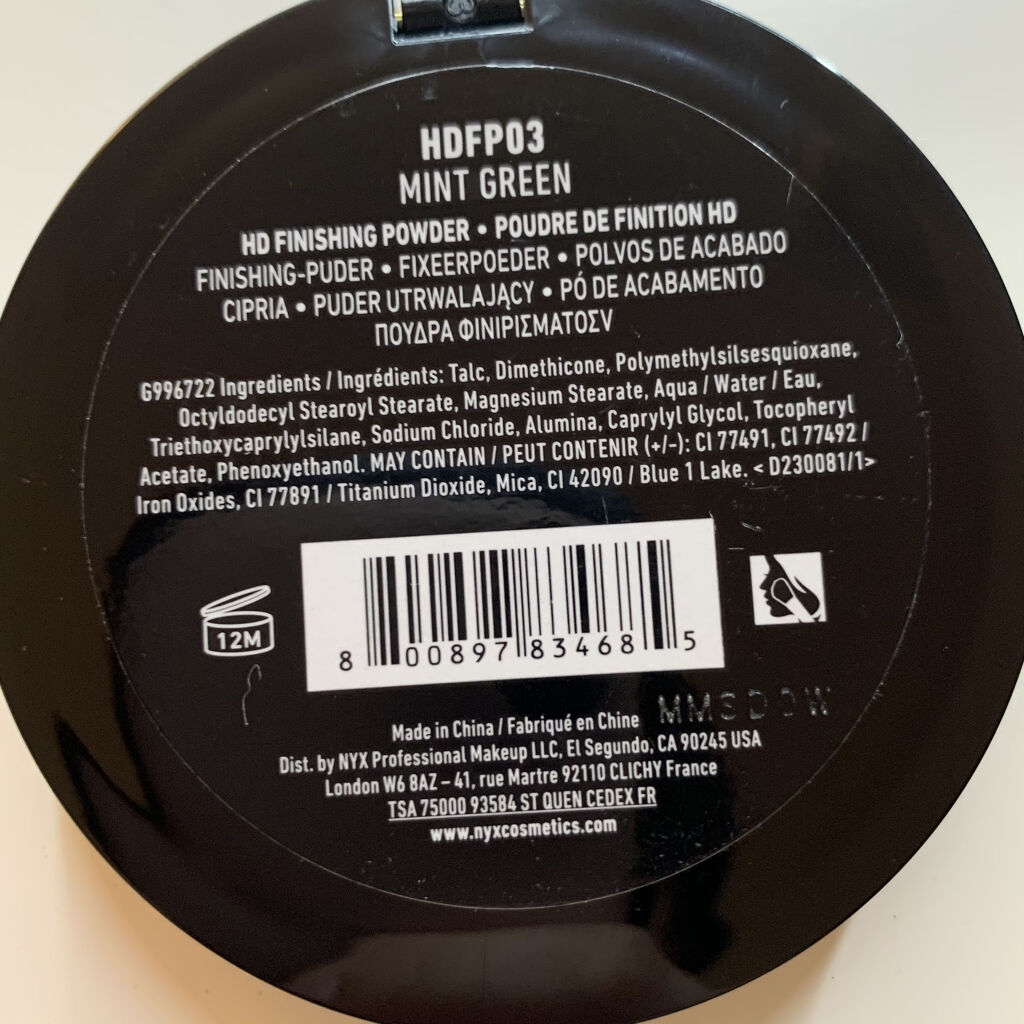 HDFP03
MINT GREEN
HD FINISHING POWDER • POUDRE DE FINITION HD
FINISHING-PUDER • FIXEERPOEDER • POLVOS DE ACABADO
CIPRIA • PUDER UTRWALAJĄCY • PÓ DE ACABAMENTO
ΠΟΥΔΡΑ ΦΙΝΙΡΙΣΜΑΤΟΣV
G996722 Ingredients / Ingrédients: Talc, Dimethicone, Polymethylsilsesquioxane,
Octyldodecyl Stearoyl Stearate, Magnesium Stearate, Aqua / Water / Eau,
Triethoxycaprylylsilane, Sodium Chloride, Alumina, Caprylyl Glycol, Tocopheryl
Acetate, Phenoxyethanol. MAY CONTAIN / PEUT CONTENIR (+/-): CI 77491, CI 77492 /
Iron Oxides, CI 77891 / Titanium Dioxide, Mica, CI 42090 / Blue 1 Lake. < D230081/1>
12M
8 00897 83468 5
Made in China / Fabriqué en Chine
Dist. by NYX Professional Makeup LLC, El Segundo, CA 90245 USA
London W6 8AZ – 41, rue Martre 92110 CLICHY France
TSA 75000 93584 ST QUEN CEDEX FR
www.nyxcosmetics.com